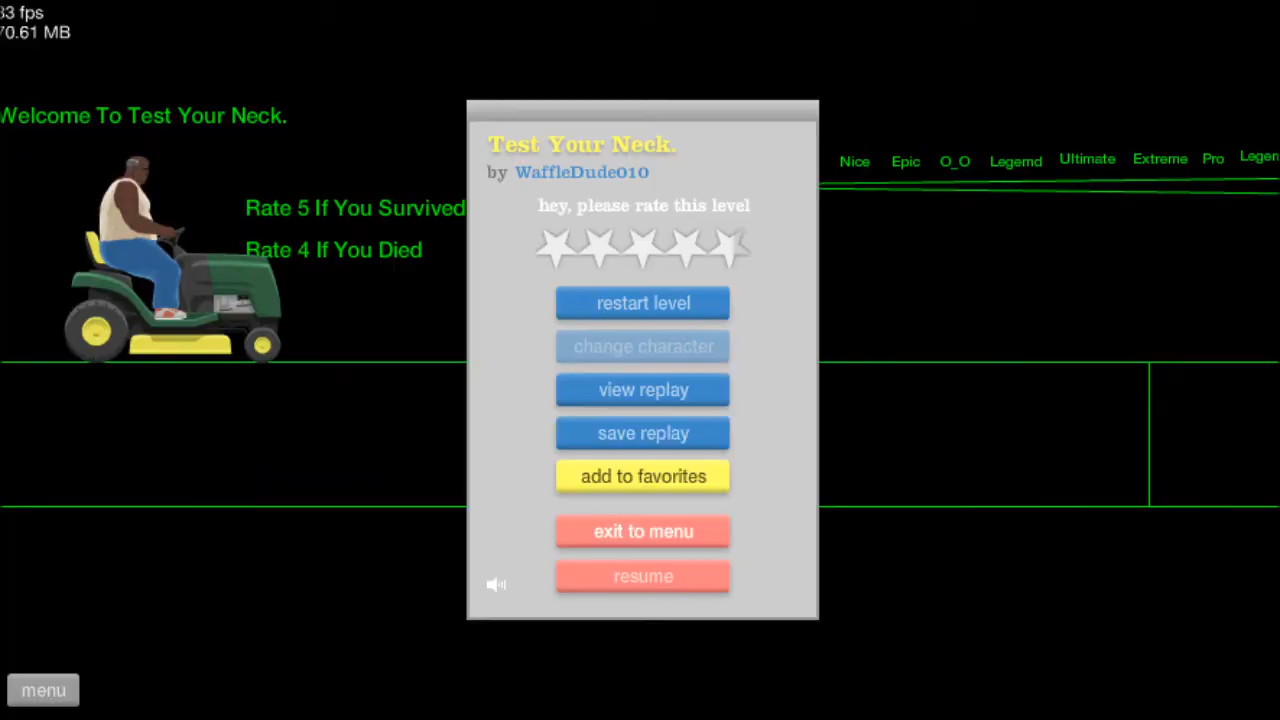 33 fps
70.61 MB
Welcome To Test Your Neck.
Rate 5 If You Survived
Rate 4 If You Died
Test Your Neck.
by WaffleDude010
hey, please rate this level
restart level
change character
view replay
save replay
add to favorites
exit to menu
resume
Nice Epic O_O Legemd Ultimate Extreme Pro Legen
menu